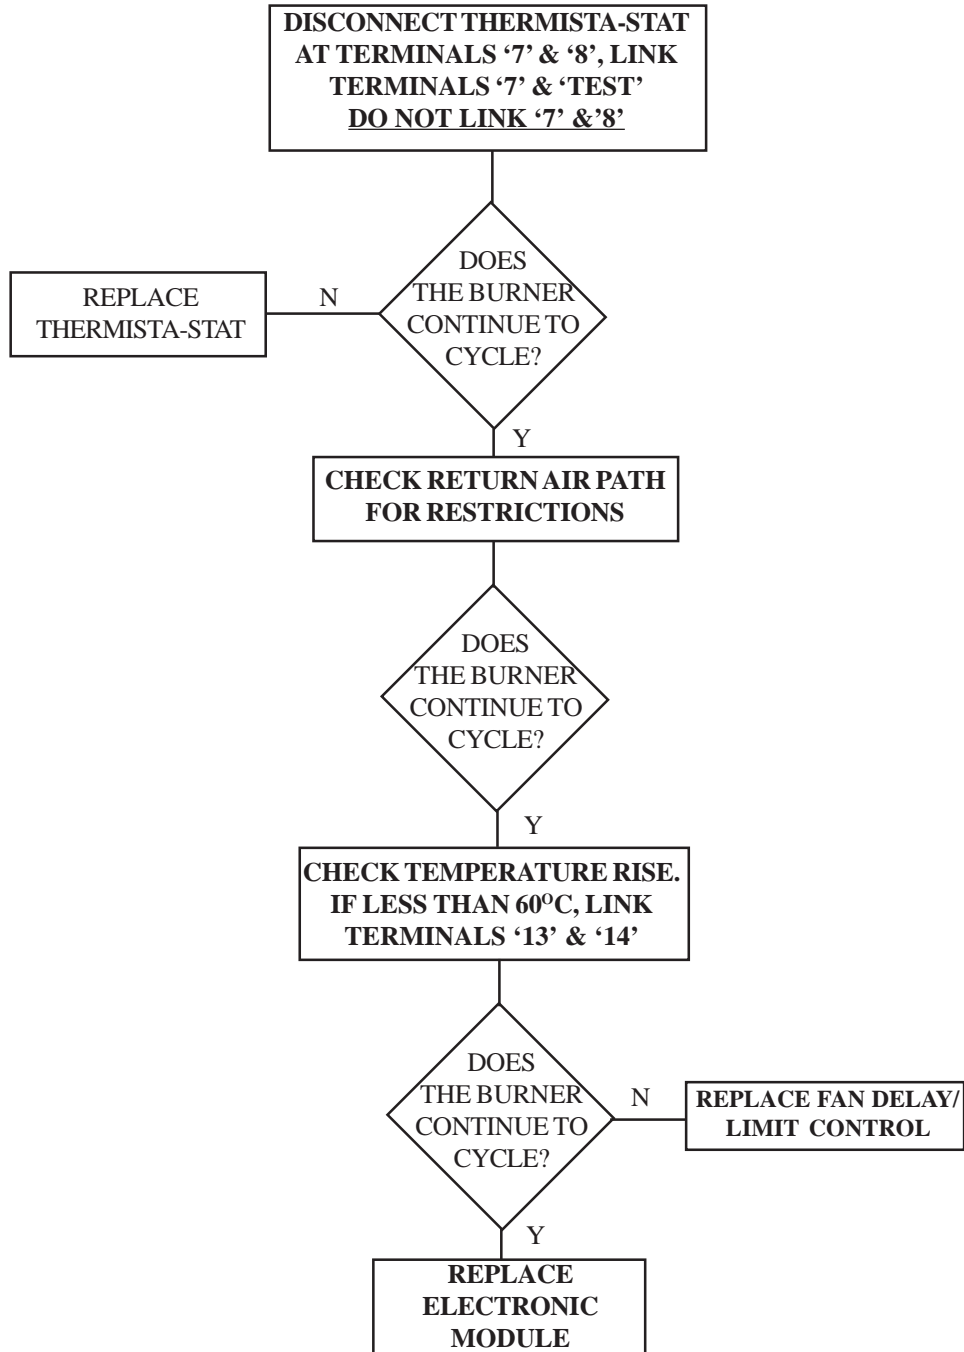 DISCONNECT THERMISTA-STAT
AT TERMINALS ‘7’ & ‘8’, LINK
TERMINALS ‘7’ & ‘TEST’
DO NOT LINK ‘7’ &’8’
DOES
THE BURNER
CONTINUE TO
CYCLE?
N
REPLACE
THERMISTA-STAT
Y
CHECK RETURN AIR PATH
FOR RESTRICTIONS
DOES
THE BURNER
CONTINUE TO
CYCLE?
Y
CHECK TEMPERATURE RISE.
IF LESS THAN 60ºC, LINK
TERMINALS ‘13’ & ‘14’
DOES
THE BURNER
CONTINUE TO
CYCLE?
N
REPLACE FAN DELAY/
LIMIT CONTROL
Y
REPLACE
ELECTRONIC
MODULE